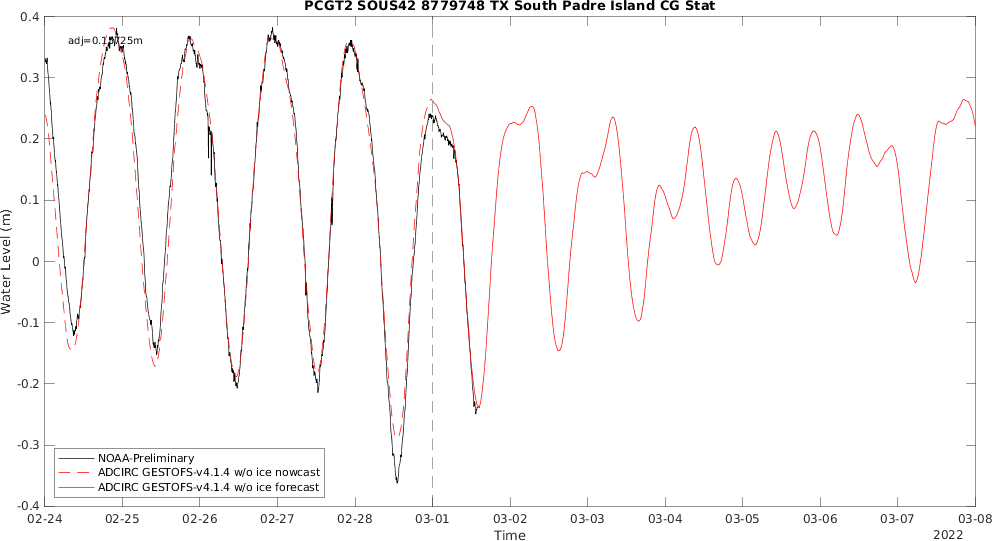 PCGT2 SOUS42 8779748 TX South Padre Island CG Stat
0.4
0.3
0.2
0.1
0
-0.1
-0.2
-0.3
-0.4
Water Level (m)
NOAA-Preliminary
ADCIRC GESTOFS-v4.1.4 w/o ice nowcast
ADCIRC GESTOFS-v4.1.4 w/o ice forecast
02-24 02-25 02-26 02-27 02-28 03-01 03-02 03-03 03-04 03-05 03-06 03-07 03-08
Time
2022